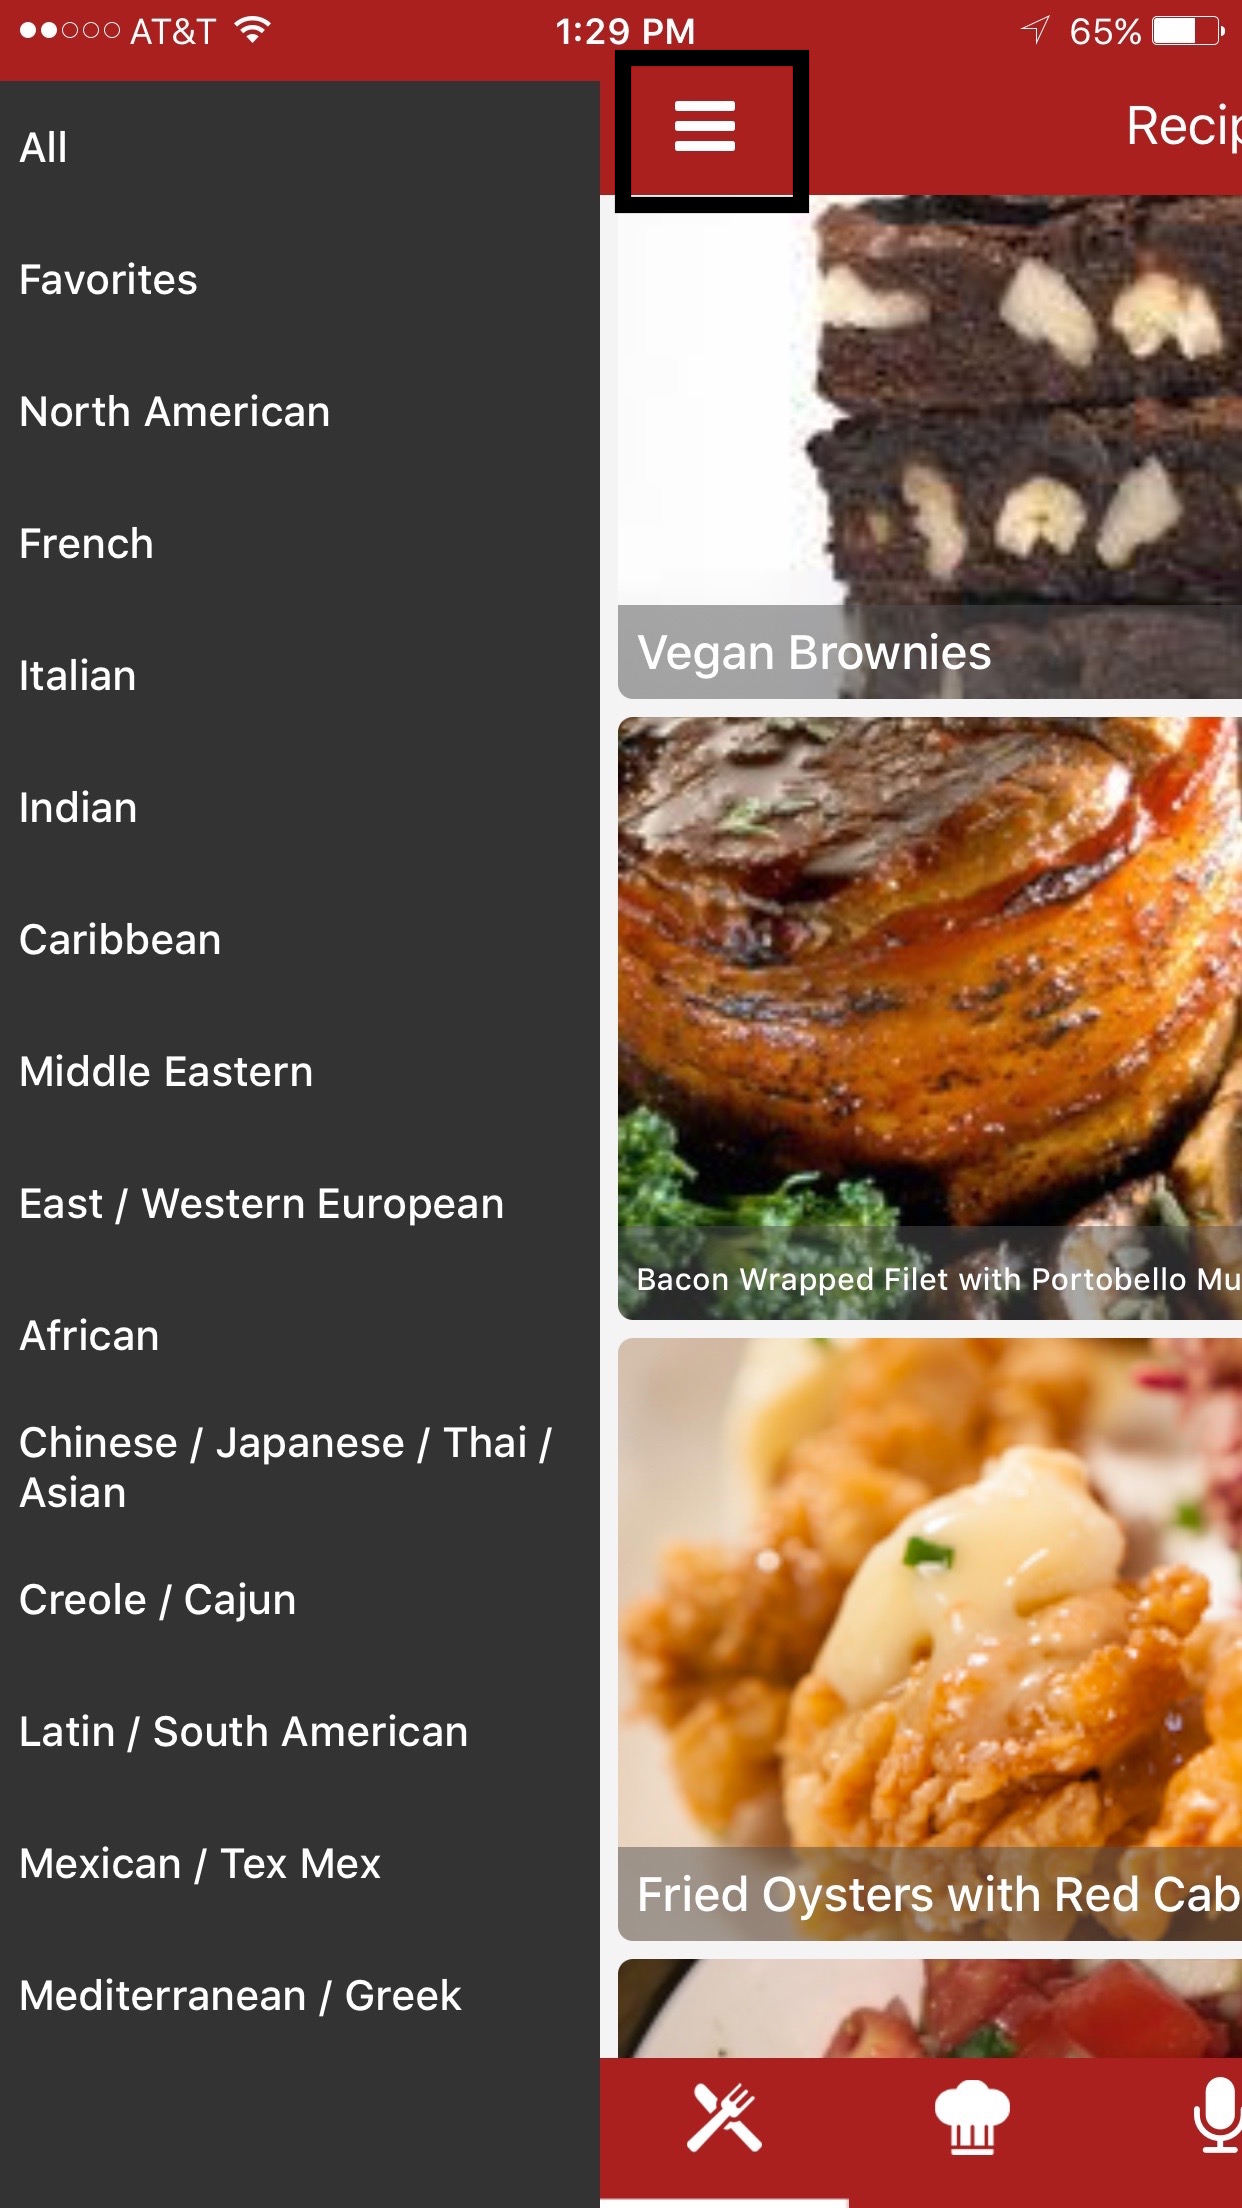 AT&T 1:29 PM 65%
Recip
All
Favorites
North American
French
Italian
Indian
Caribbean
Middle Eastern
East / Western European
African
Chinese / Japanese / Thai /
Asian
Creole / Cajun
Latin / South American
Mexican / Tex Mex
Mediterranean / Greek
Vegan Brownies
Bacon Wrapped Filet with Portobello Mu
Fried Oysters with Red Cab